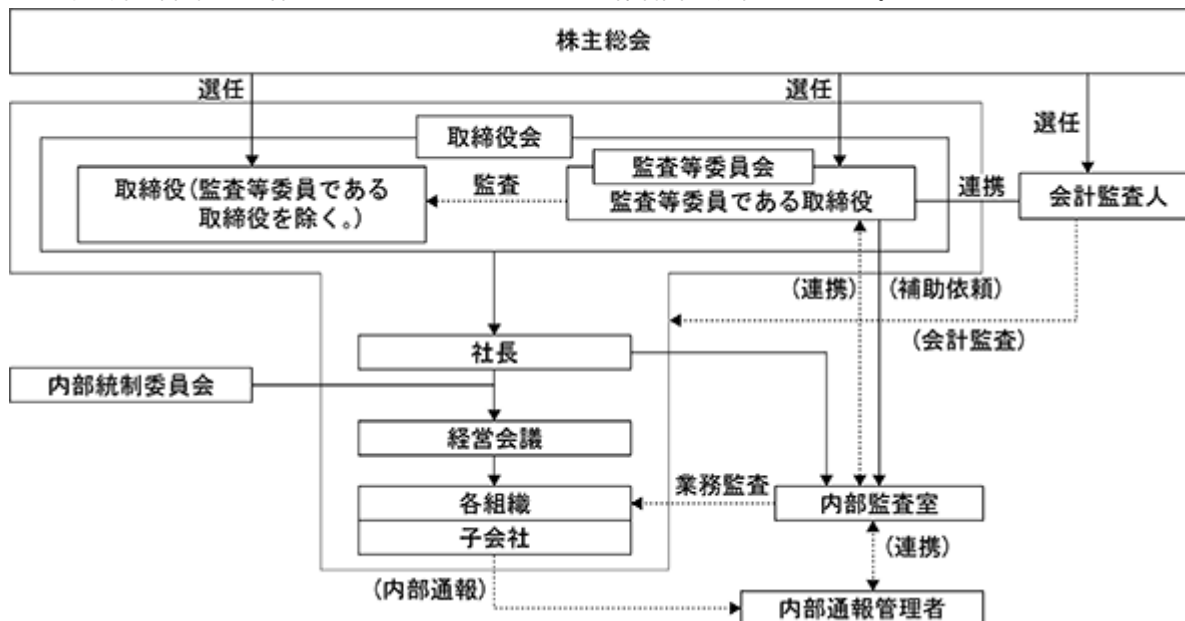 株主総会
選任
選任
選任
取締役会
監査等委員会
取締役(監査等委員である
取締役を除く。)
監査
監査等委員である取締役
連携
会計監査人
(連携)
(補助依頼)
(会計監査)
社長
内部統制委員会
経営会議
各組織
業務監査
内部監査室
子会社
(連携)
(内部通報)
内部通報管理者